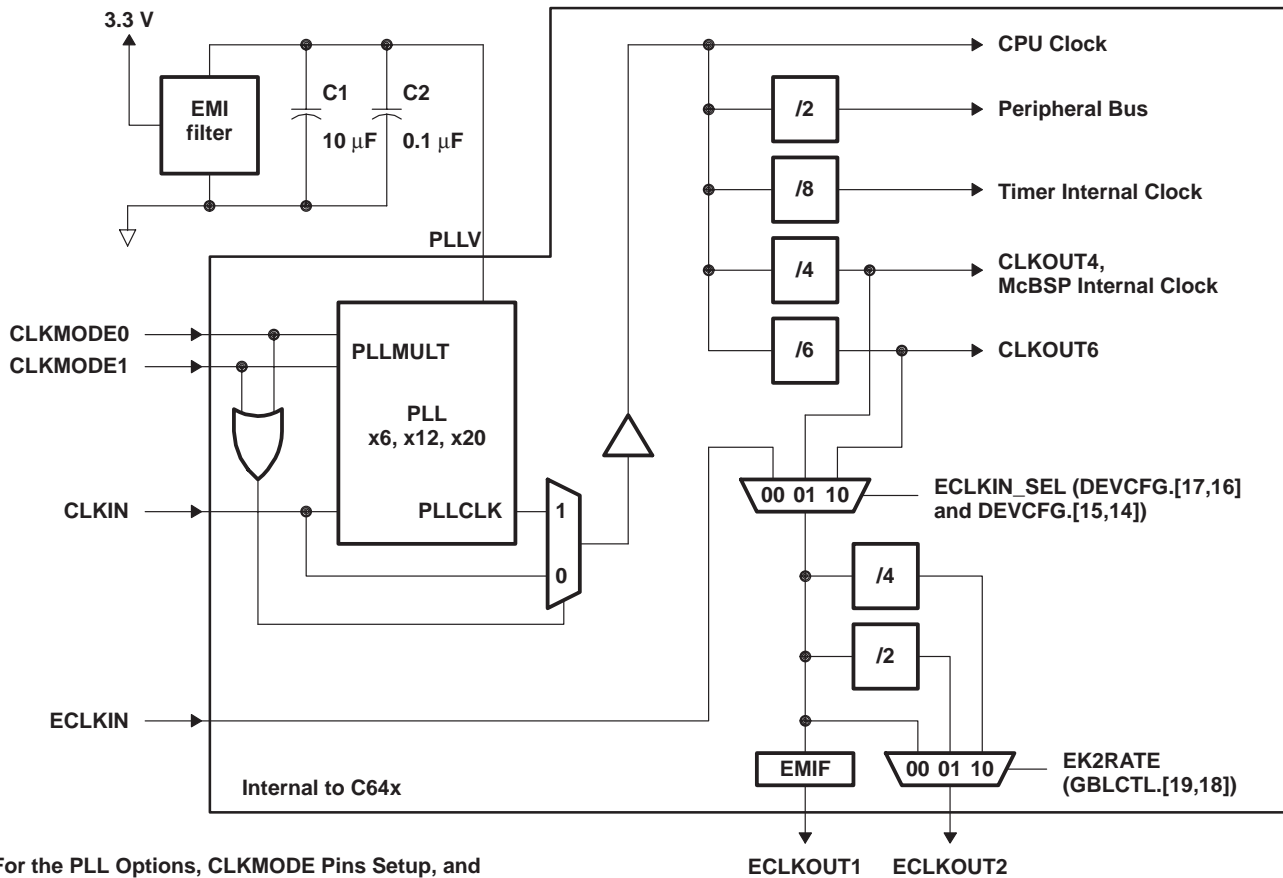 3.3 V
CPU Clock
EMI
filter
C1
C2
10 μF
0.1 μF
/2
Peripheral Bus
/8
Timer Internal Clock
PLLV
/4
CLKOUT4,
McBSP Internal Clock
CLKMODE0
CLKMODE1
PLLMULT
/6
CLKOUT6
PLL
x6, x12, x20
00 01 10
ECLKIN_SEL (DEVCFG.[17,16]
and DEVCFG.[15,14])
CLKIN
PLLCLK
1
0
/4
/2
ECLKIN
EMIF
00 01 10
EK2RATE
(GBLCTL.[19,18])
Internal to C64x
ECLKOUT1
ECLKOUT2
For the PLL Options, CLKMODE Pins Setup, and